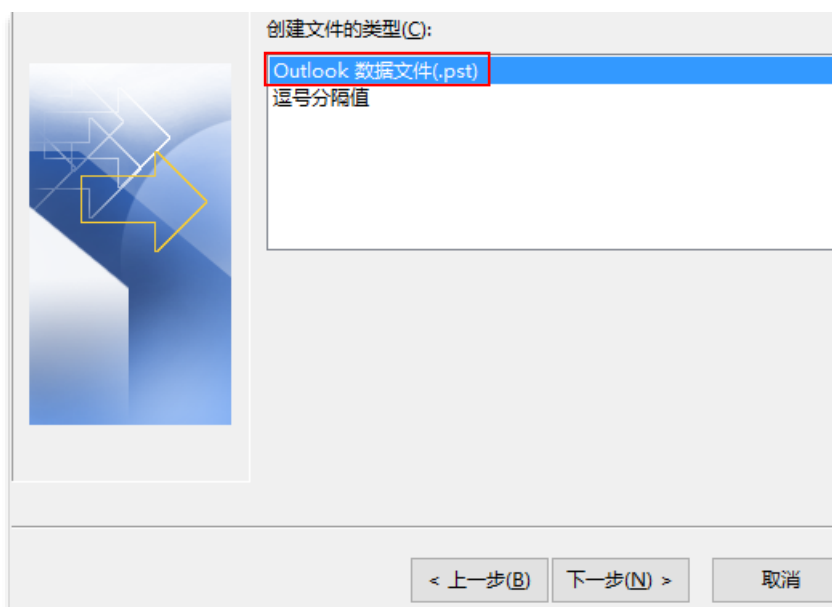 创建文件的类型(C):
Outlook 数据文件(.pst)
逗号分隔值
< 上一步(B)
下一步(N) >
取消